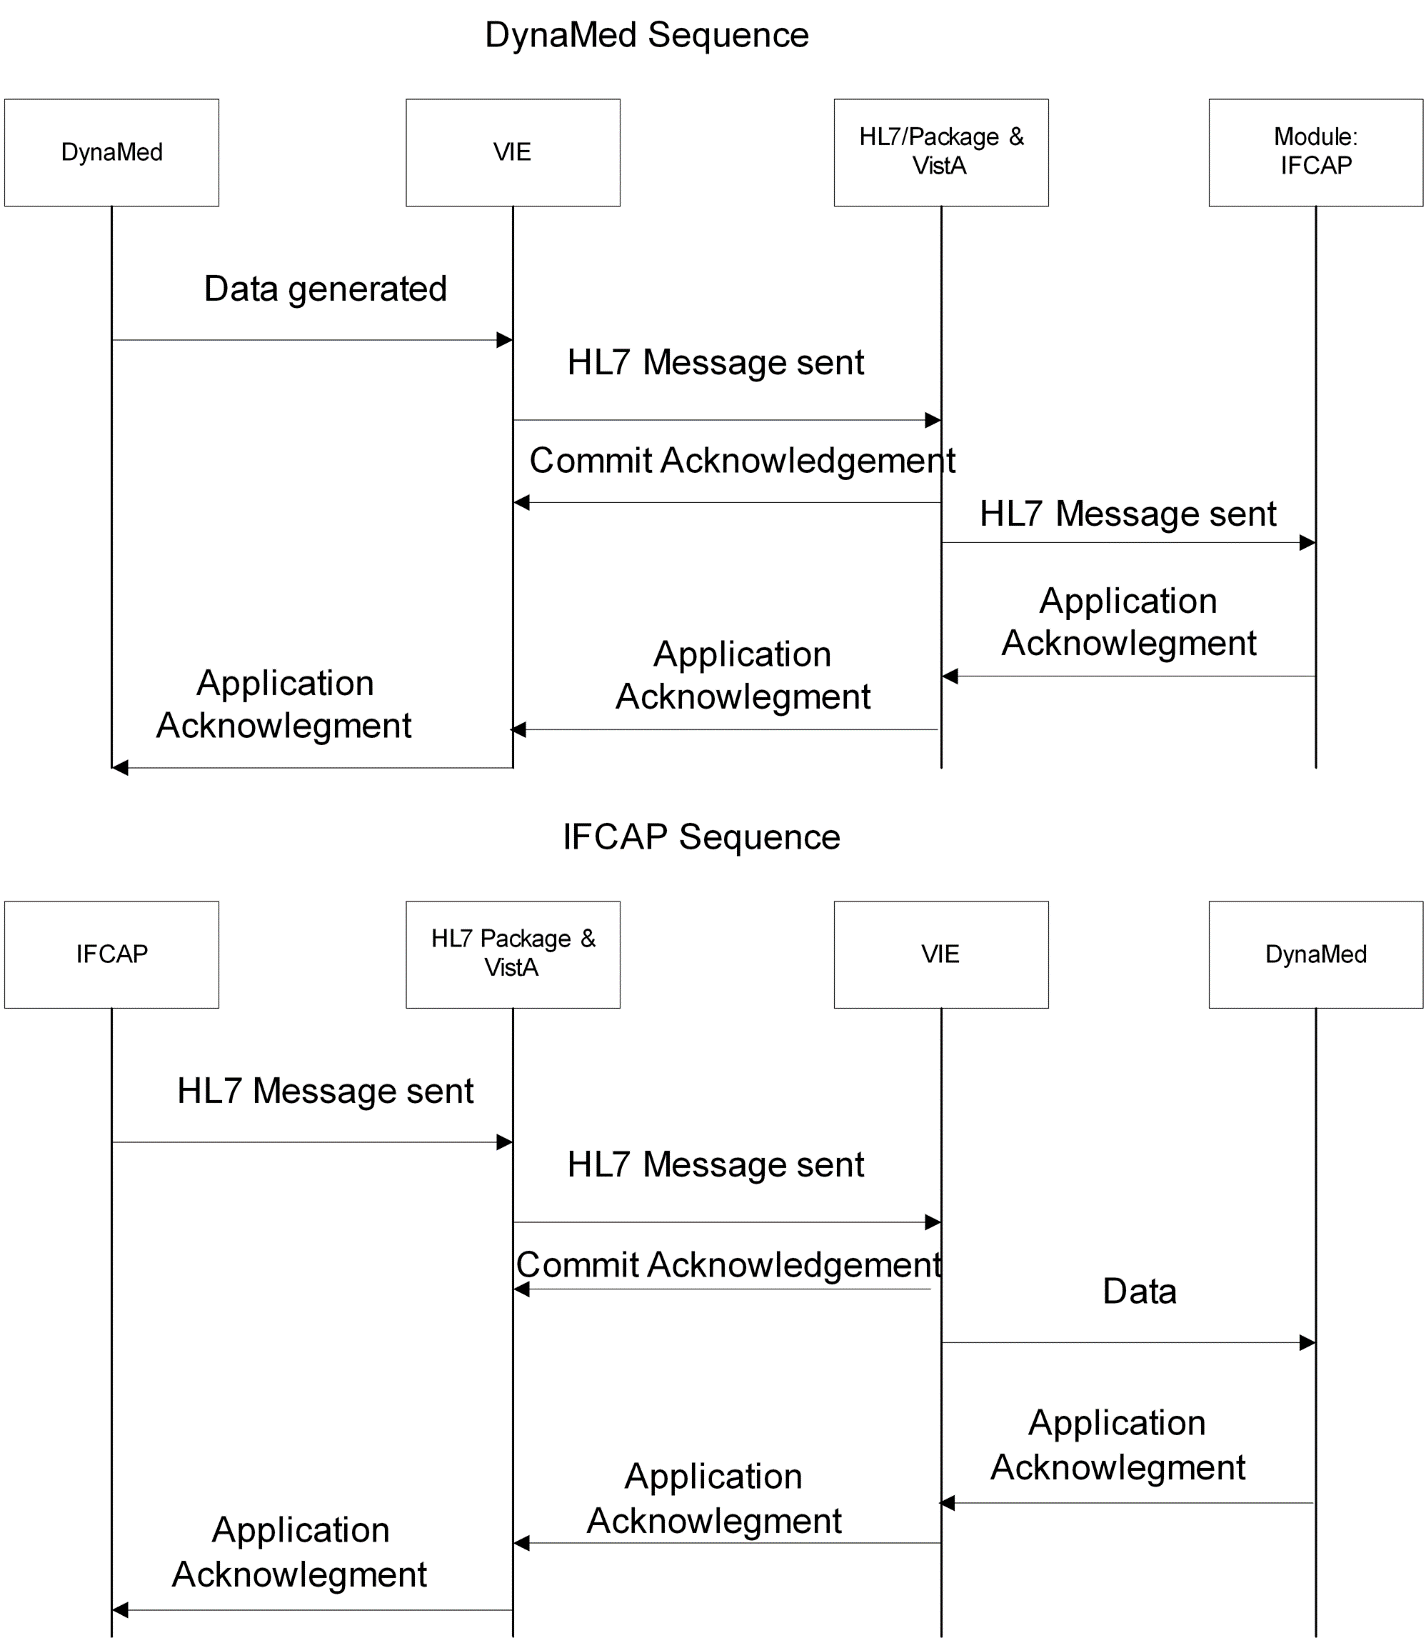 DynaMed Sequence
DynaMed
VIE
HL7/Package &
VistA
Module:
IFCAP
Data generated
HL7 Message sent
Commit Acknowledgement
HL7 Message sent
Application
Acknowlegment
Application
Acknowlegment
Application
Acknowlegment
IFCAP Sequence
IFCAP
HL7 Package &
VistA
VIE
DynaMed
HL7 Message sent
HL7 Message sent
Commit Acknowledgement
Data
Application
Acknowlegment
Application
Acknowlegment
Application
Acknowlegment